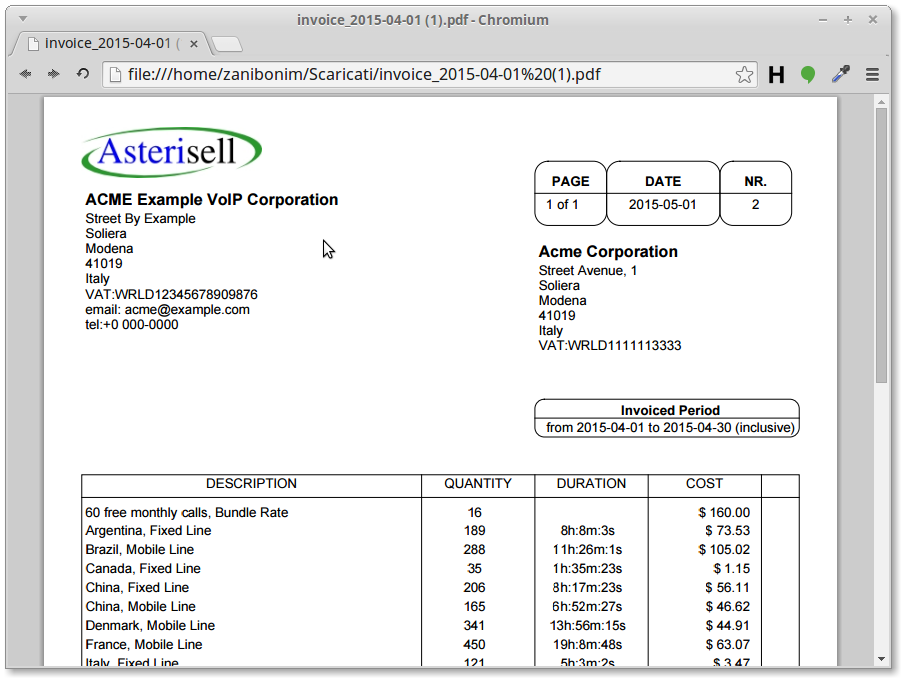 invoice_2015-04-01 (1).pdf - Chromium
invoice_2015-04-01 (
file:///home/zanibonim/Scaricati/invoice_2015-04-01%20(1).pdf
H
Asterisell
ACME Example VoIP Corporation
Street By Example
Soliera
Modena
41019
Italy
VAT:WRLD12345678909876
email: acme@example.com
tel:+0 000-0000
PAGE DATE NR.
1 of 1 2015-05-01 2
Acme Corporation
Street Avenue, 1
Soliera
Modena
41019
Italy
VAT:WRLD1111113333
Invoiced Period
from 2015-04-01 to 2015-04-30 (inclusive)
DESCRIPTION QUANTITY DURATION COST
60 free monthly calls, Bundle Rate 16 $ 160.00
Argentina, Fixed Line 189 8h:8m:3s $ 73.53
Brazil, Mobile Line 288 11h:26m:1s $ 105.02
Canada, Fixed Line 35 1h:35m:23s $ 1.15
China, Fixed Line 206 8h:17m:23s $ 56.11
China, Mobile Line 165 6h:52m:27s $ 46.62
Denmark, Mobile Line 341 13h:56m:15s $ 44.91
France, Mobile Line 450 19h:8m:48s $ 63.07
Italy, Fixed Line 121 5h:3m:2s $ 3.47